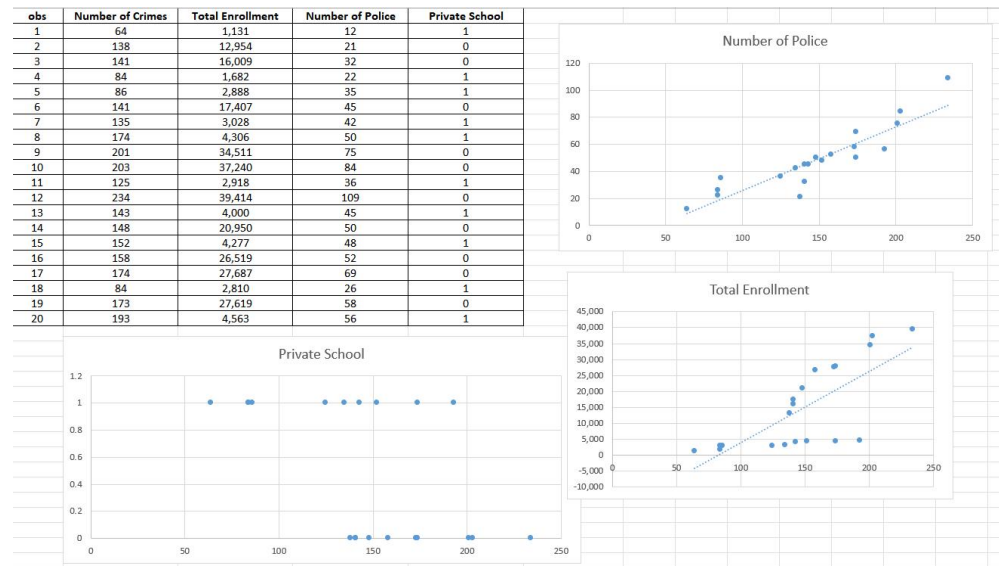 obs Number of Crimes Total Enrollment Number of Police Private School
1 64 1,131 12 1
2 138 12,954 21 0
3 141 16,009 32 0
4 84 1,682 22 1
5 86 2,888 35 1
6 141 17,407 45 0
7 135 3,028 42 1
8 174 4,306 50 1
9 201 34,511 75 0
10 203 37,240 84 0
11 125 2,918 36 1
12 234 39,414 109 0
13 143 4,000 45 1
14 148 20,950 50 0
15 152 4,277 48 1
16 158 26,519 52 0
17 174 27,687 69 0
18 84 2,810 26 1
19 173 27,619 58 0
20 193 4,563 56 1
Number of Police
120
100
80
60
40
20
0
0 50 100 150 200 250
Total Enrollment
45,000
40,000
35,000
30,000
25,000
20,000
15,000
10,000
5,000
0
-5,000
-10,000
0 50 100 150 200 250
Private School
1.2
1
0.8
0.6
0.4
0.2
0
0 50 100 150 200 250